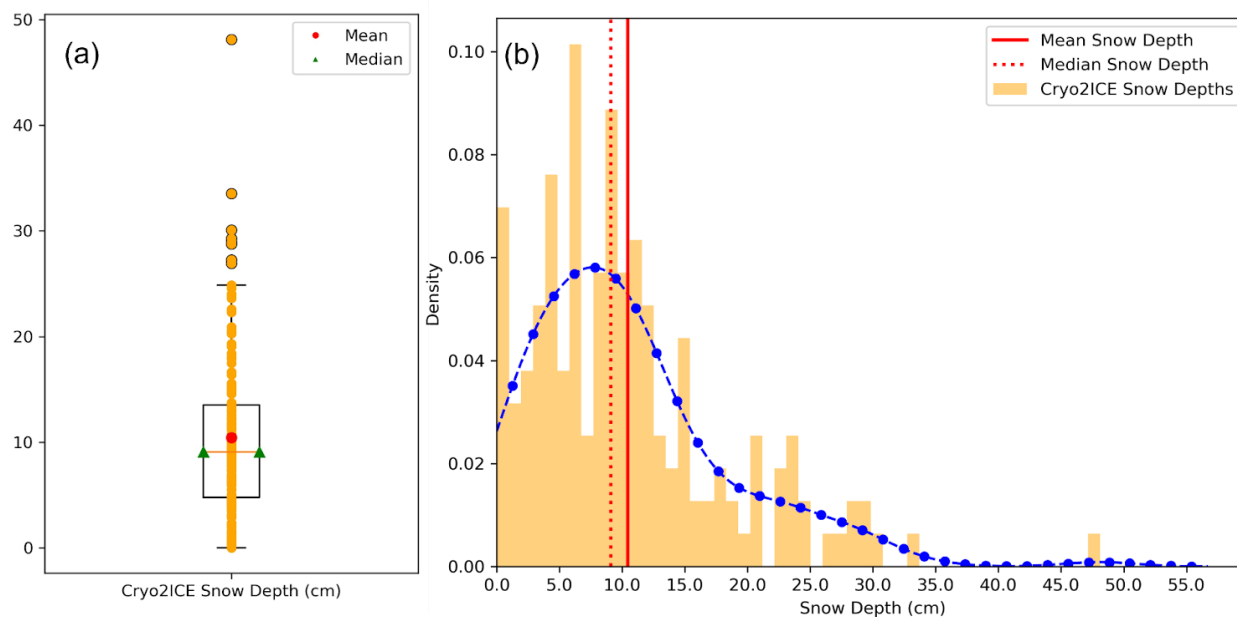 (a)
Mean
Median
50
40
30
20
10
0
Cryo2ICE Snow Depth (cm)
(b)
Mean Snow Depth
Median Snow Depth
Cryo2ICE Snow Depths
Density
0.10
0.08
0.06
0.04
0.02
0.00
0.0 5.0 10.0 15.0 20.0 25.0 30.0 35.0 40.0 45.0 50.0 55.0
Snow Depth (cm)